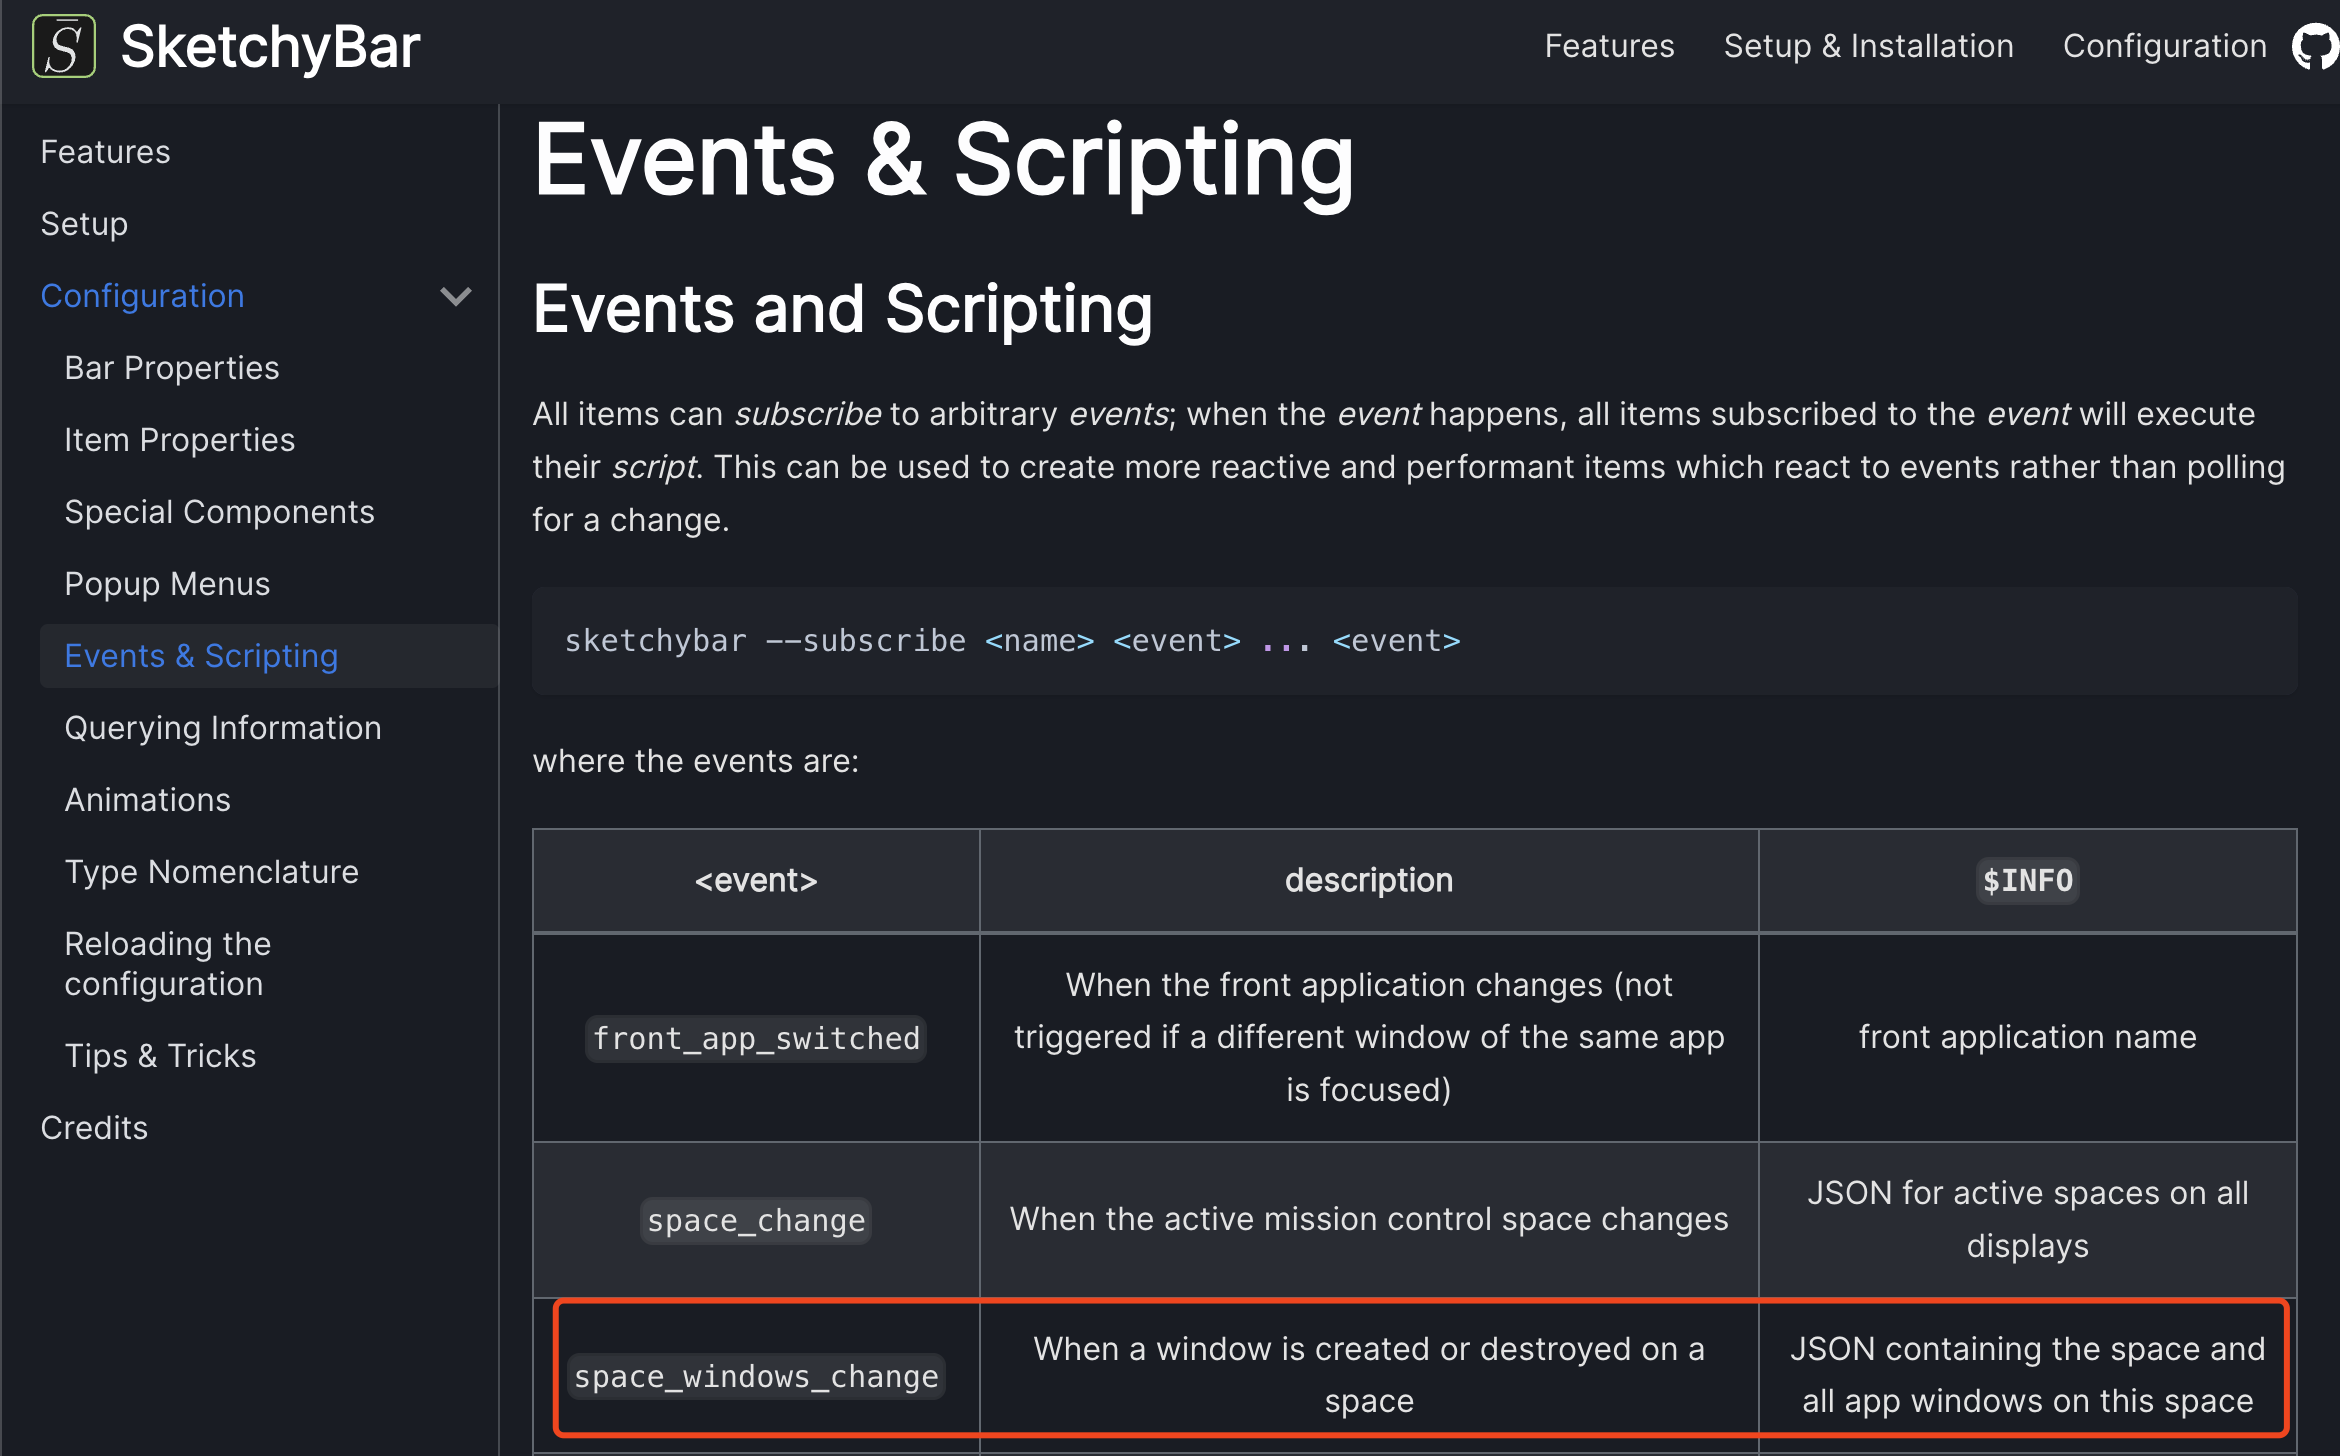 S SketchyBar
Features Setup & Installation Configuration
Features
Setup
Configuration
Bar Properties
Item Properties
Special Components
Popup Menus
Events & Scripting
Querying Information
Animations
Type Nomenclature
Reloading the
configuration
Tips & Tricks
Credits
Events & Scripting
Events and Scripting
All items can subscribe to arbitrary events; when the event happens, all items subscribed to the event will execute
their script. This can be used to create more reactive and performant items which react to events rather than polling
for a change.
sketchybar --subscribe <name> <event> ... <event>
where the events are:
<event> description $INFO
front_app_switched
When the front application changes (not
triggered if a different window of the same app
is focused)
front application name
space_change
When the active mission control space changes
JSON for active spaces on all
displays
space_windows_change
When a window is created or destroyed on a
space
JSON containing the space and
all app windows on this space